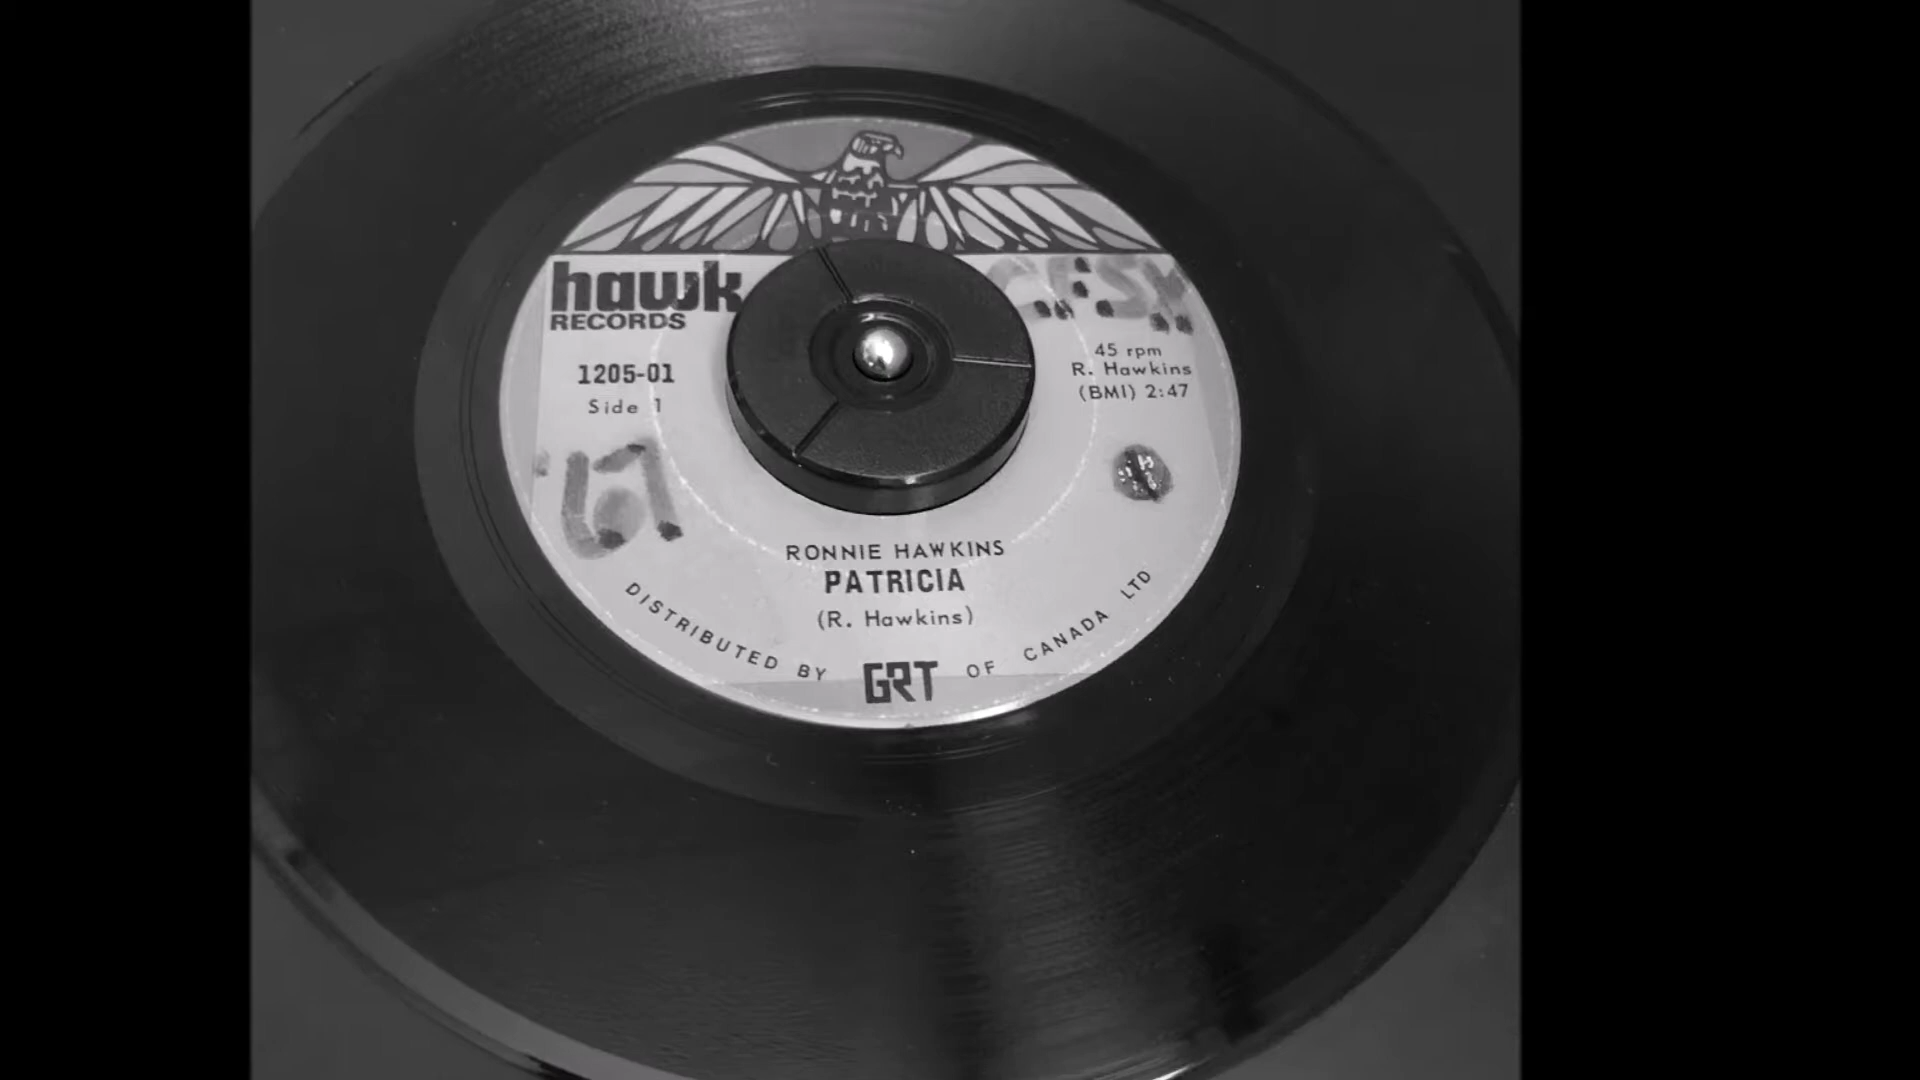 hawk
RECORDS
1205-01
Side 1
45 rpm
R. Hawkins
(BMI) 2:47
RONNIE HAWKINS
PATRICIA
(R. Hawkins)
DISTRIBUTED BY GRT OF CANADA LTD